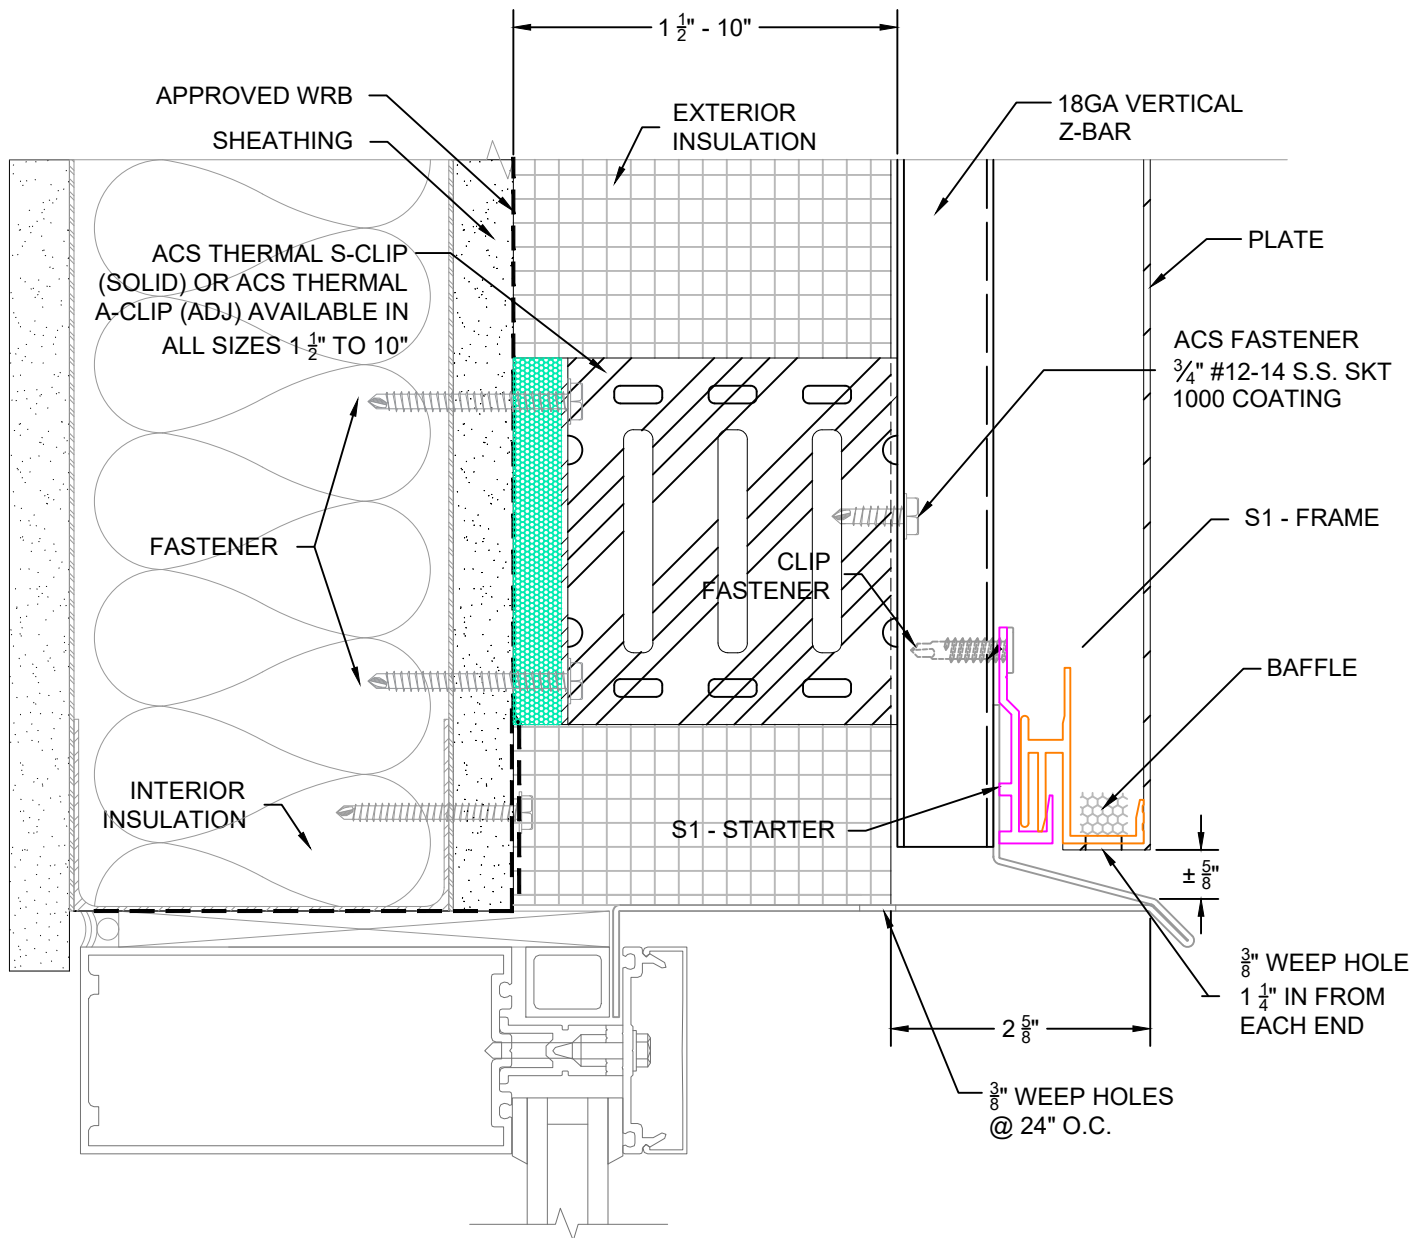 1 1/2" - 10"
APPROVED WRB
SHEATHING
EXTERIOR
INSULATION
18GA VERTICAL
Z-BAR
ACS THERMAL S-CLIP
(SOLID) OR ACS THERMAL
A-CLIP (ADJ) AVAILABLE IN
ALL SIZES 1 1/2" TO 10"
PLATE
ACS FASTENER
3/4" #12-14 S.S. SKT
1000 COATING
FASTENER
CLIP
FASTENER
S1 - FRAME
BAFFLE
INTERIOR
INSULATION
S1 - STARTER
± 5/8"
3/8" WEEP HOLE
1 1/4" IN FROM
EACH END
2 5/8"
3/8" WEEP HOLES
@ 24" O.C.